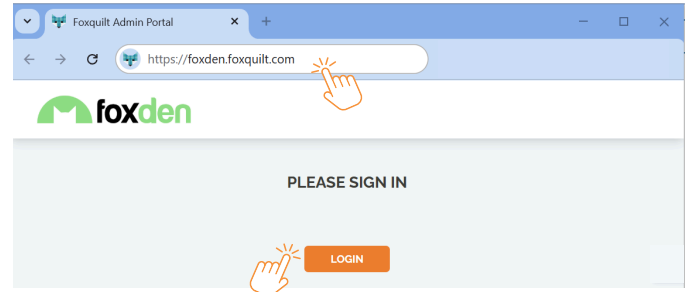 Foxquilt Admin Portal
https://foxden.foxquilt.com
foxden
PLEASE SIGN IN
LOGIN